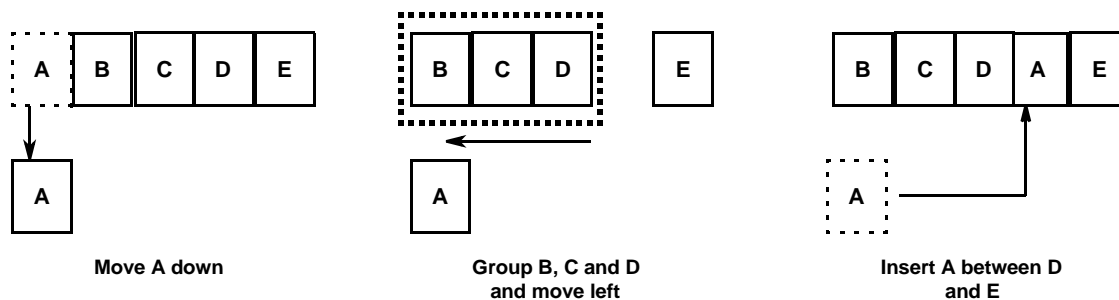 A B C D E
A
Move A down
B C D E
A
Group B, C and D
and move left
B C D A E
A
Insert A between D
and E